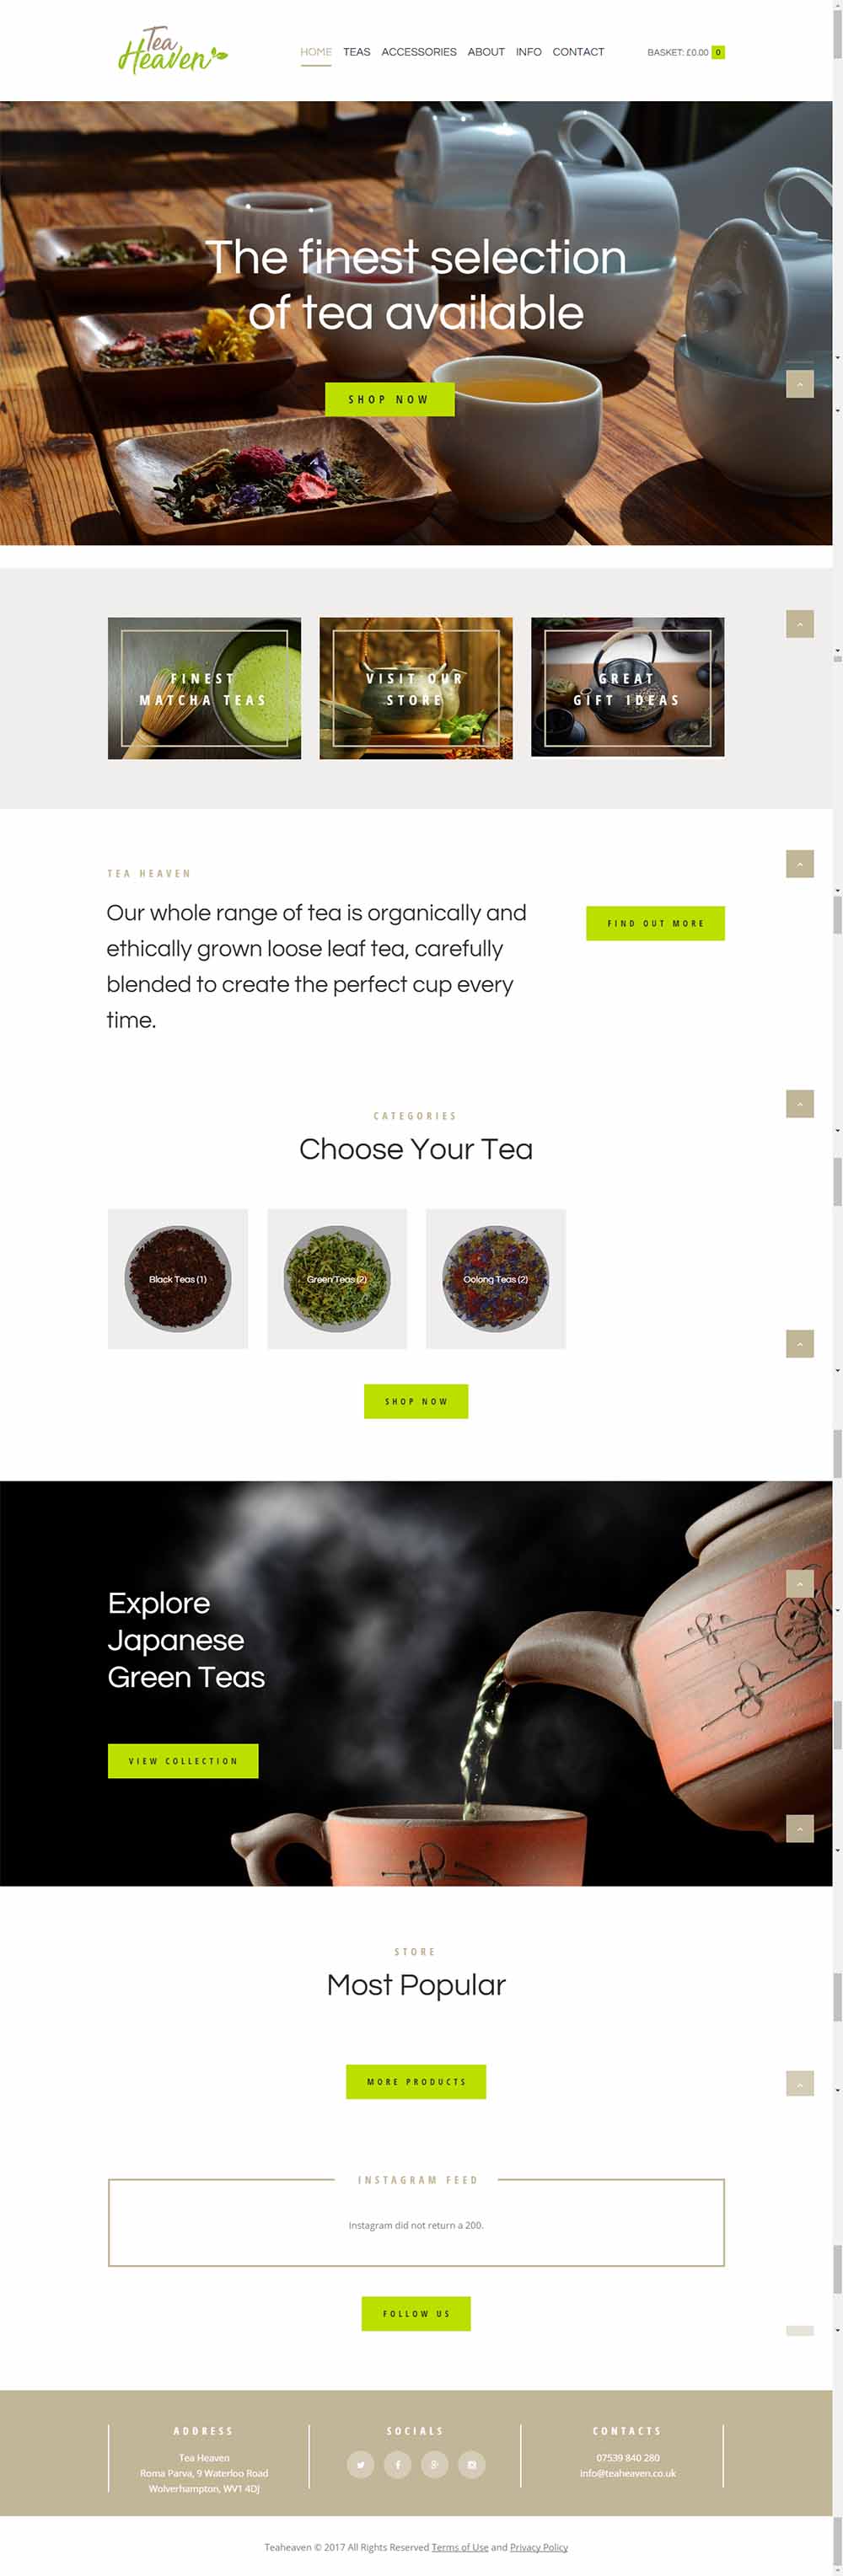 Tea
Heaven
HOME TEAS ACCESSORIES ABOUT INFO CONTACT
BASKET: £0.00 0
The finest selection
of tea available
SHOP NOW
FINEST
MATCHA TEAS
VISIT OUR
STORE
GREAT
GIFT IDEAS
TEA HEAVEN
Our whole range of tea is organically and
ethically grown loose leaf tea, carefully
blended to create the perfect cup every
time.
FIND OUT MORE
CATEGORIES
Choose Your Tea
Black Teas (1)
Green Teas (2)
Oolong Teas (2)
SHOP NOW
Explore
Japanese
Green Teas
VIEW COLLECTION
STORE
Most Popular
MORE PRODUCTS
INSTAGRAM FEED
Instagram did not return a 200.
FOLLOW US
ADDRESS
Tea Heaven
Roma Parva, 9 Waterloo Road
Wolverhampton, WV1 4DJ
SOCIALS
CONTACTS
07539 840 280
info@teaheaven.co.uk
Teaheaven © 2017 All Rights Reserved Terms of Use and Privacy Policy